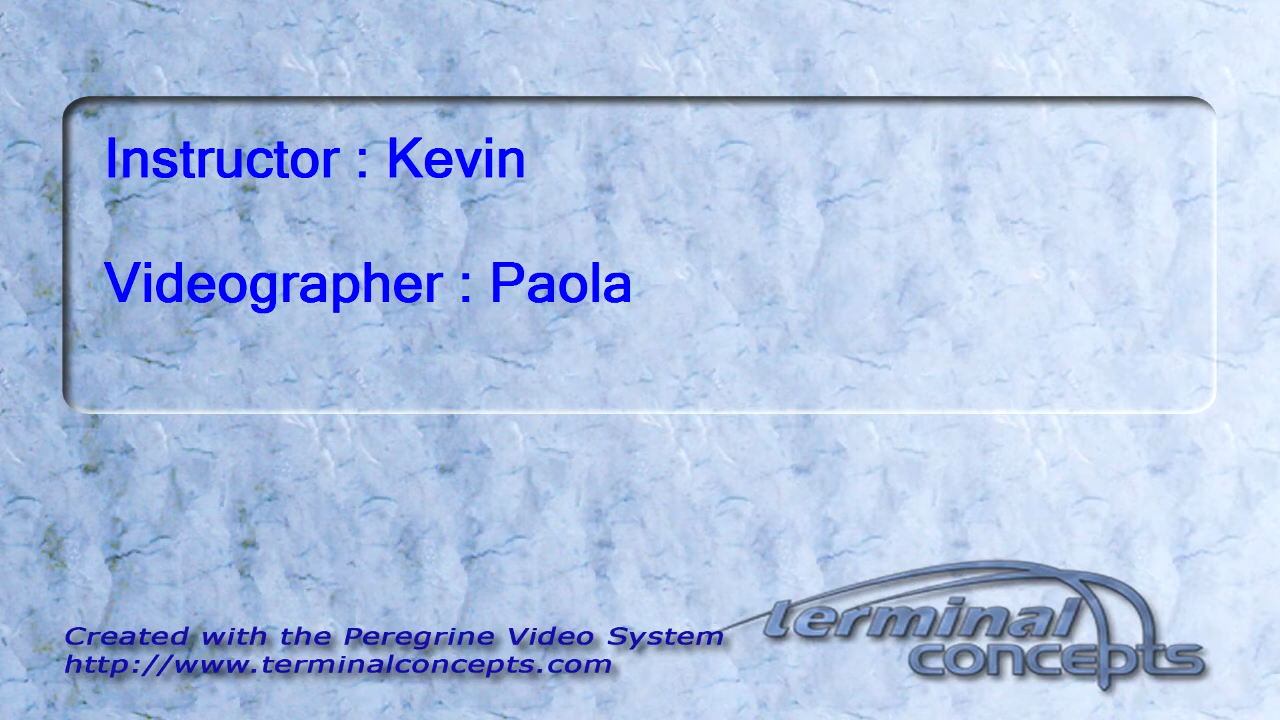 Instructor : Kevin
Videographer : Paola
Created with the Peregrine Video System
http://www.terminalconcepts.com
terminal
concepts